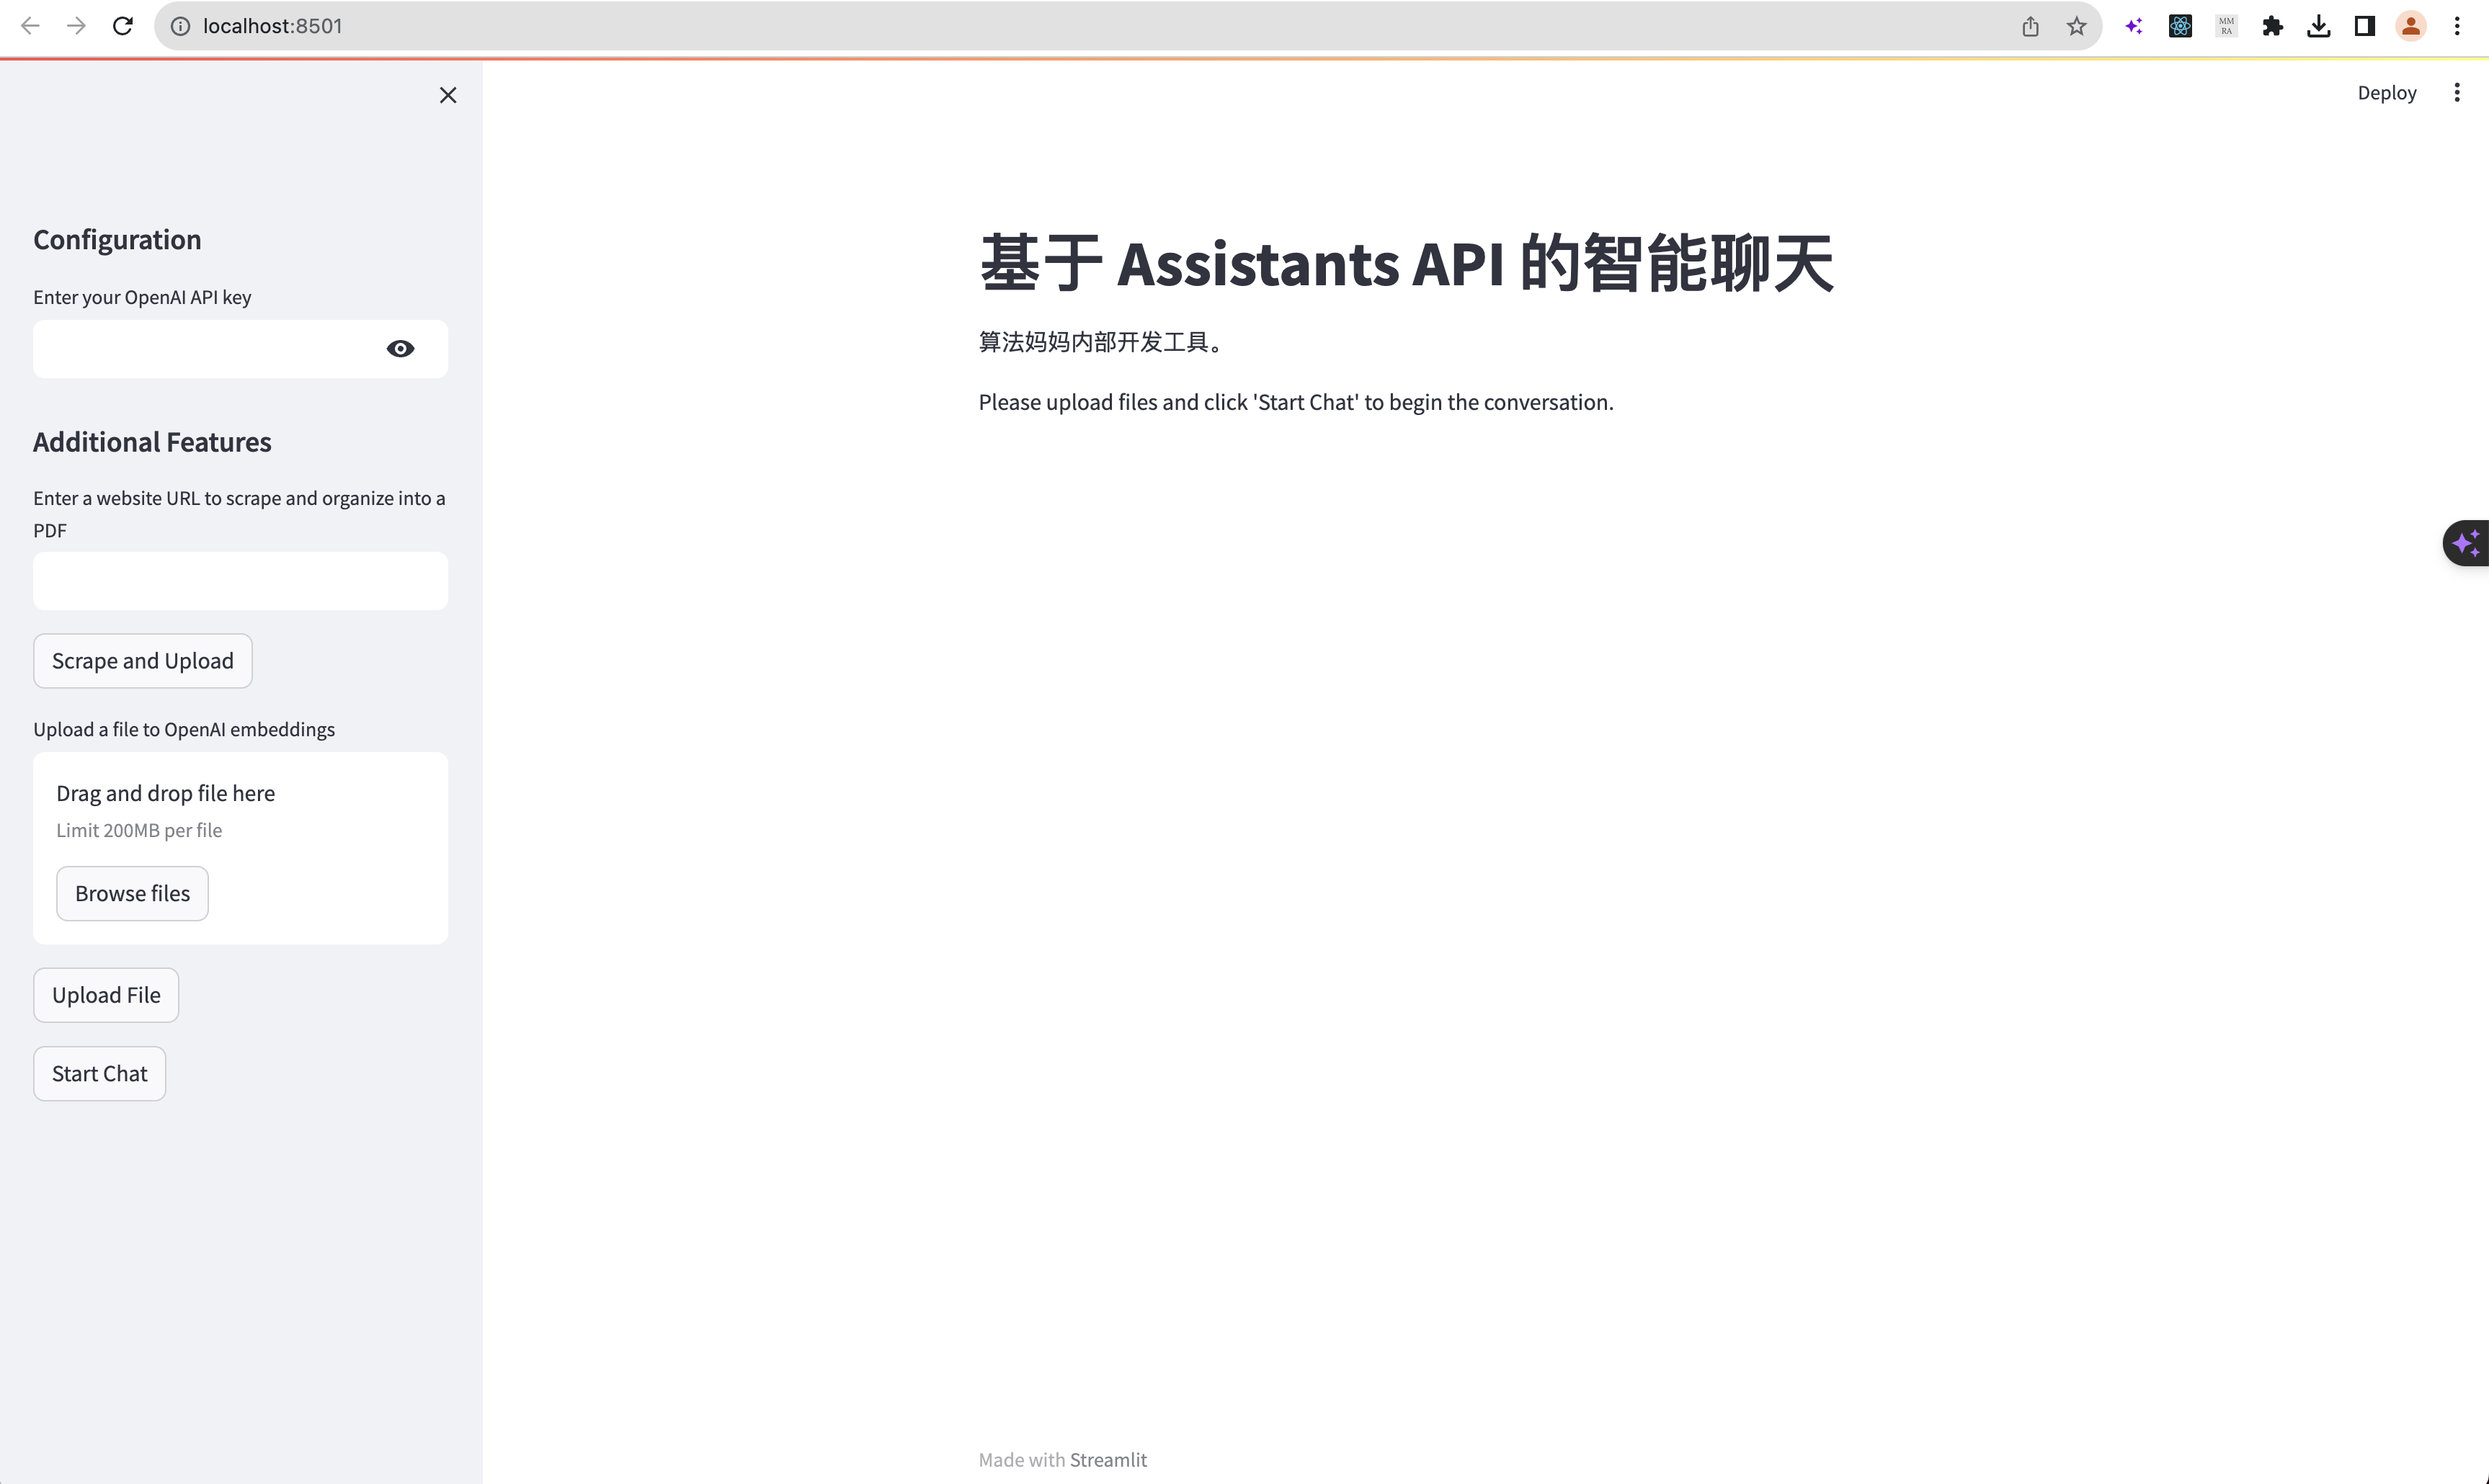 localhost:8501
MM
RA
Deploy
Configuration
Enter your OpenAI API key
Additional Features
Enter a website URL to scrape and organize into a
PDF
Scrape and Upload
Upload a file to OpenAI embeddings
Drag and drop file here
Limit 200MB per file
Browse files
Upload File
Start Chat
基于 Assistants API 的智能聊天
算法妈妈内部开发工具。
Please upload files and click 'Start Chat' to begin the conversation.
Made with Streamlit